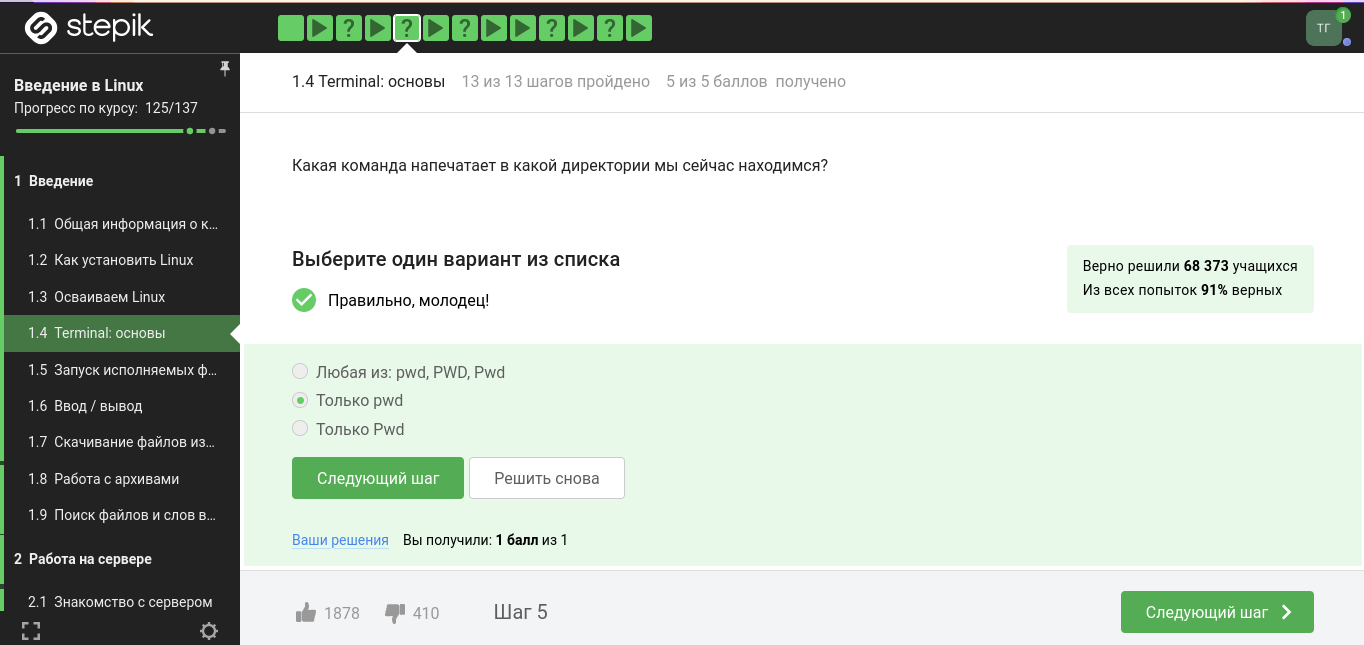 stepik
?
?
?
?
?
ТГ
1
Введение в Linux
Прогресс по курсу: 125/137
1 Введение
1.1 Общая информация о к...
1.2 Как установить Linux
1.3 Осваиваем Linux
1.4 Terminal: основы
1.5 Запуск исполняемых ф...
1.6 Ввод / вывод
1.7 Скачивание файлов из...
1.8 Работа с архивами
1.9 Поиск файлов и слов в...
2 Работа на сервере
2.1 Знакомство с сервером
1.4 Terminal: основы 13 из 13 шагов пройдено 5 из 5 баллов получено
Какая команда напечатает в какой директории мы сейчас находимся?
Выберите один вариант из списка
Правильно, молодец!
Верно решили 68 373 учащихся
Из всех попыток 91% верных
Любая из: pwd, PWD, Pwd
Только pwd
Только Pwd
Следующий шаг Решить снова
Ваши решения Вы получили: 1 балл из 1
1878 410 Шаг 5 Следующий шаг